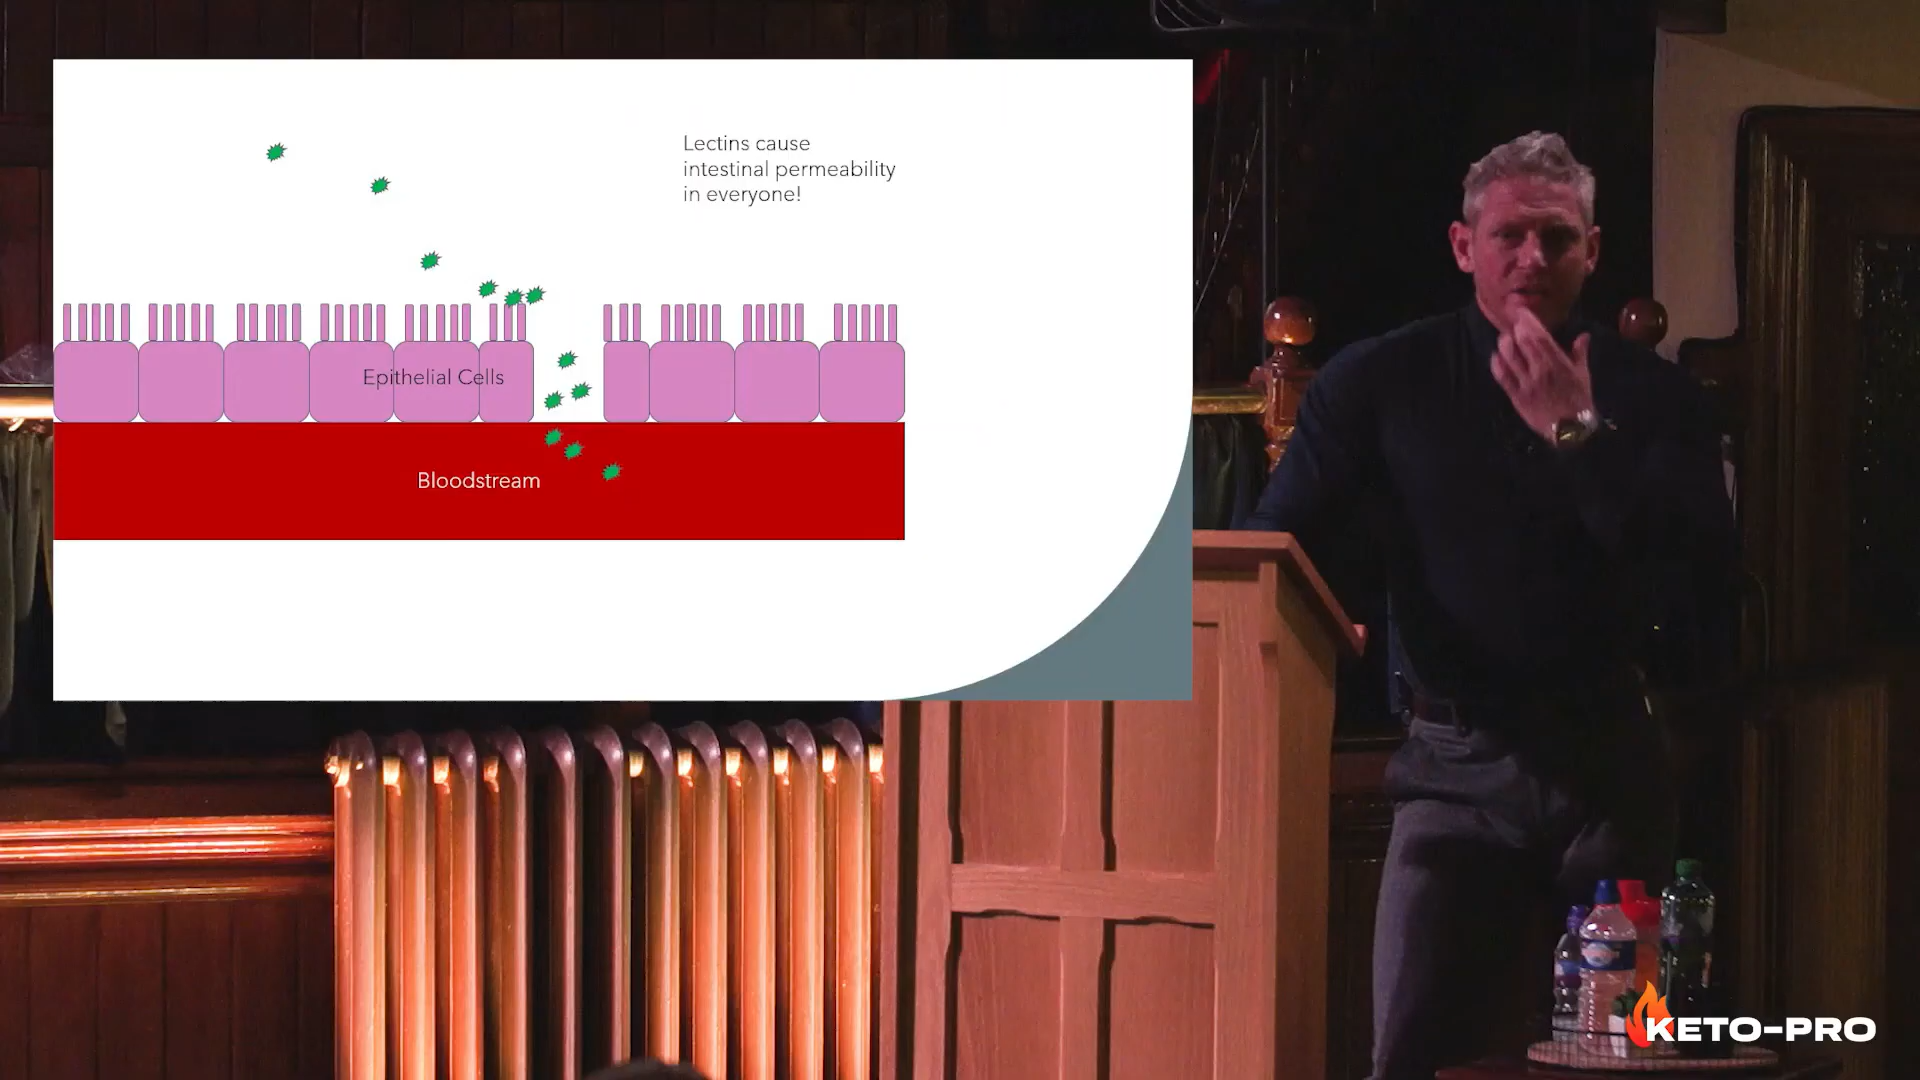 Lectins cause
intestinal permeability
in everyone!
Epithelial Cells
Bloodstream
KETO-PRO